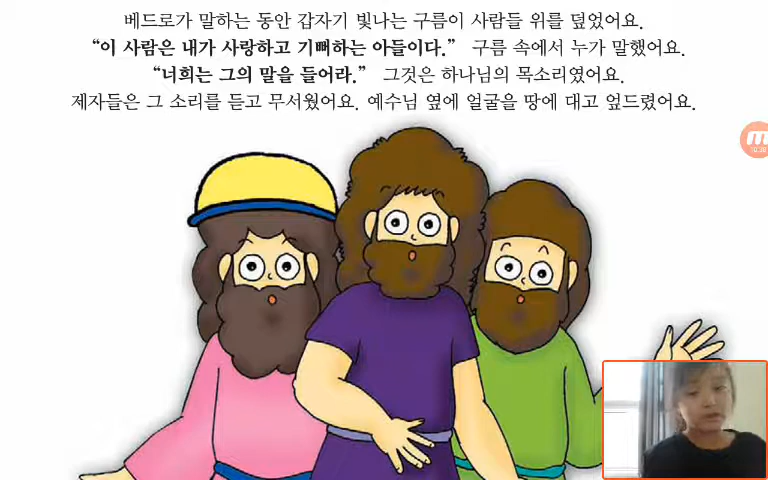 베드로가 말하는 동안 갑자기 빛나는 구름이 사람들 위를 덮었어요.
“이 사람은 내가 사랑하고 기뻐하는 아들이다.” 구름 속에서 누가 말했어요.
“너희는 그의 말을 들어라.” 그것은 하나님의 목소리였어요.
제자들은 그 소리를 듣고 무서웠어요. 예수님 옆에 얼굴을 땅에 대고 엎드렸어요.